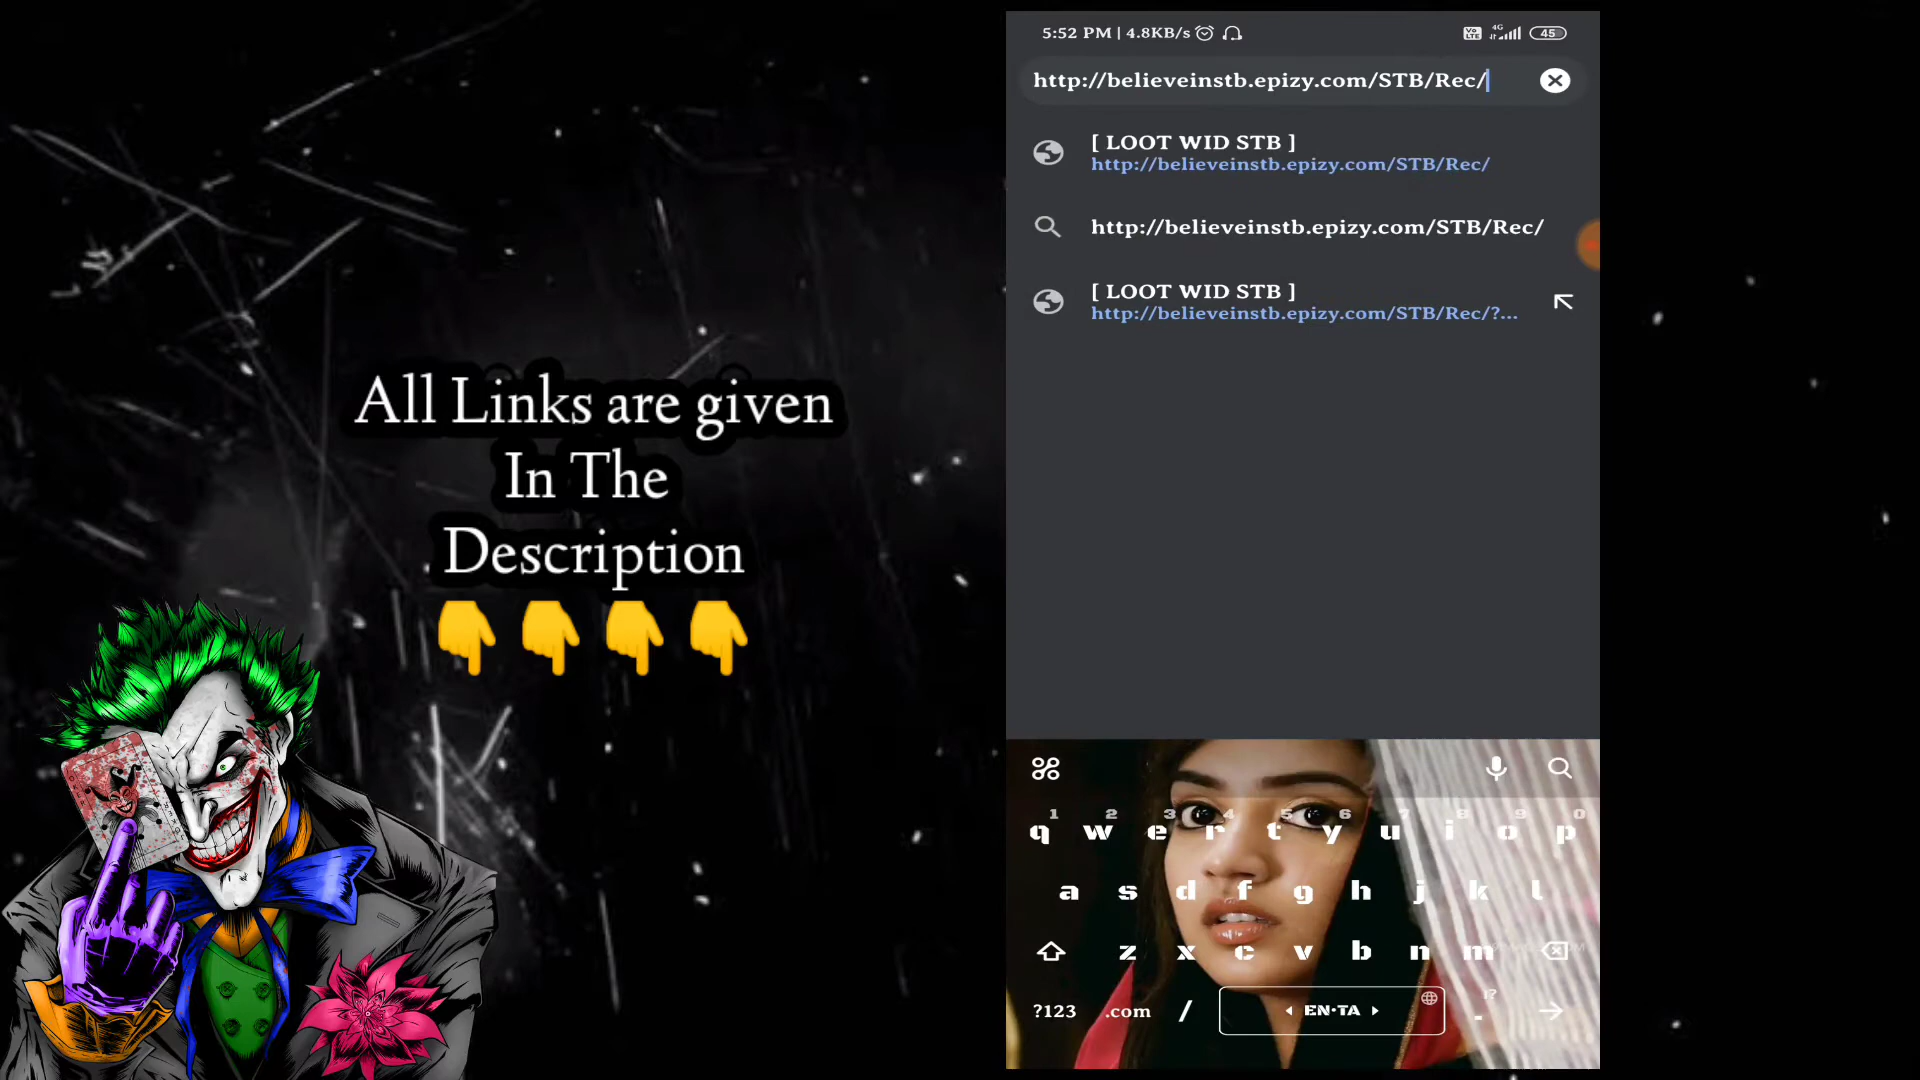 All Links are given
In The
Description
5:52 PM | 4.8KB/s
Vo
LTE
4G
45
http://believeinstb.epizy.com/STB/Rec/
[ LOOT WID STB ]
http://believeinstb.epizy.com/STB/Rec/
http://believeinstb.epizy.com/STB/Rec/
[ LOOT WID STB ]
http://believeinstb.epizy.com/STB/Rec/?...
1 2 3 4 5 6 7 8 9 0
q w e r t y u i o p
a s d f g h j k l
z x c v b n m
!?
?123 .com / EN•TA .